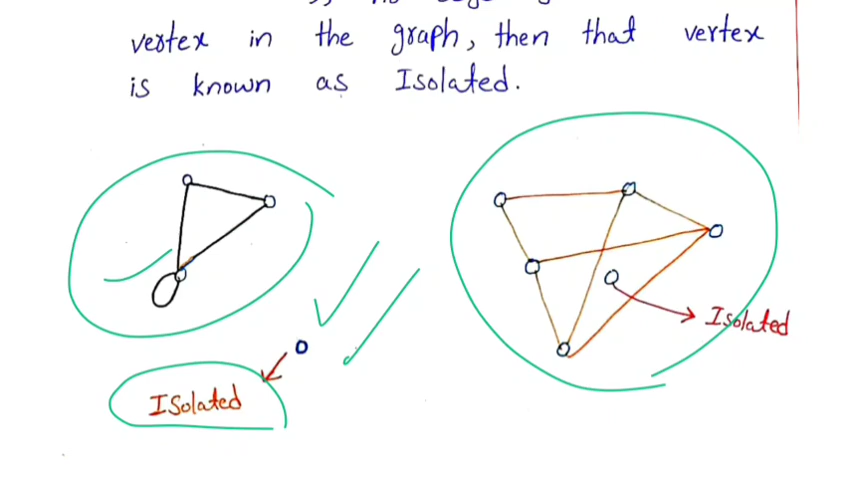 vertex in the graph, then that vertex
is known as Isolated.
Isolated
ISolated